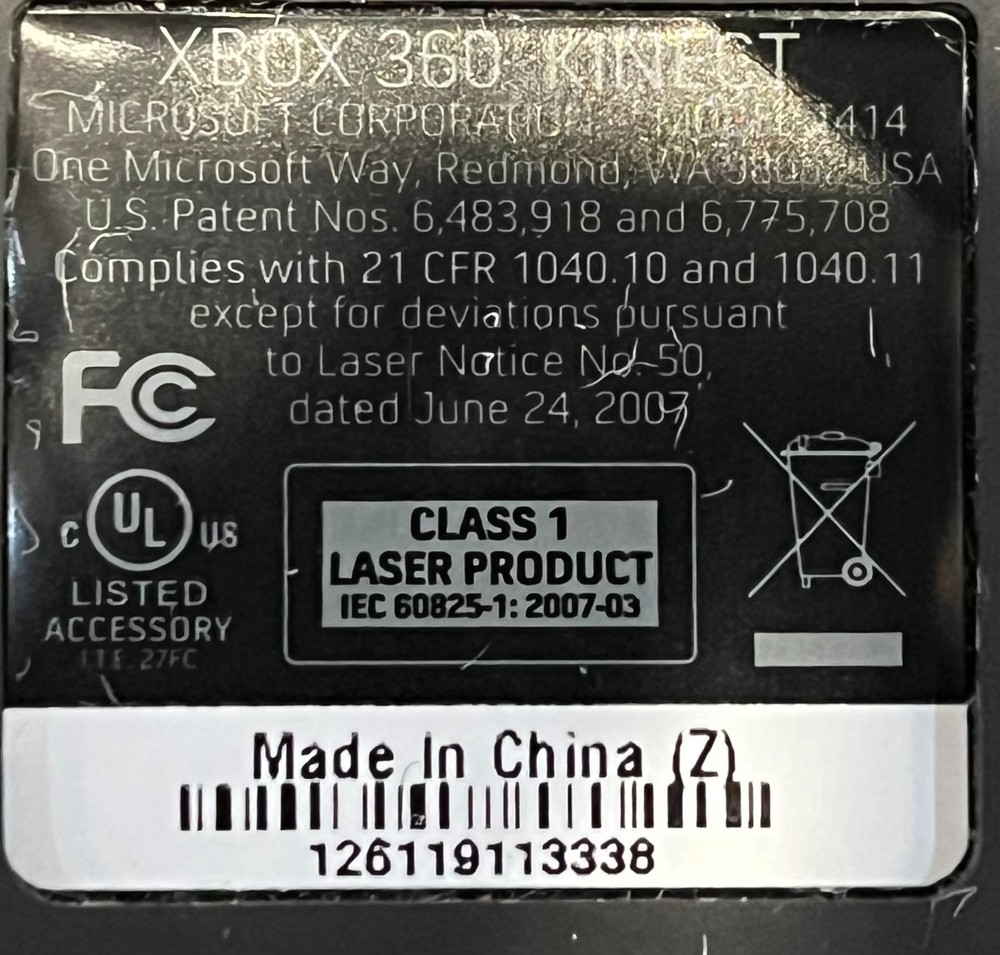 XBOX 360 KINECT
MICROSOFT CORPORATION 1414
One Microsoft Way, Redmond, WA USA
U.S. Patent Nos. 6,483,918 and 6,775,708
Complies with 21 CFR 1040.10 and 1040.11
except for deviations pursuant
to Laser Notice No. 50,
dated June 24, 2007
FC
C UL US
LISTED
ACCESSORY
I.T.E. 27FC
CLASS 1
LASER PRODUCT
IEC 60825-1: 2007-03
Made In China (Z)
126119113338